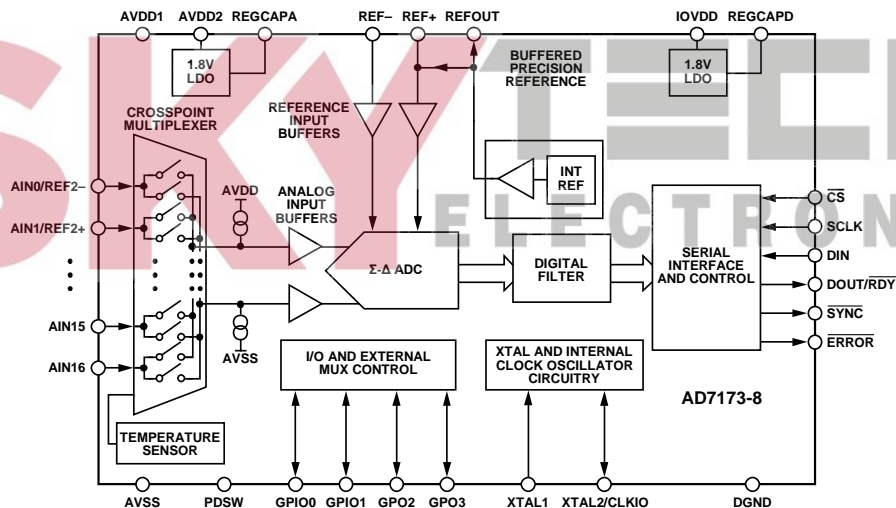 AVDD1 AVDD2 REGCAPA REF– REF+ REFOUT IOVDD REGCAPD
1.8V
LDO
BUFFERED
PRECISION
REFERENCE
1.8V
LDO
CROSSPOINT
MULTIPLEXER
REFERENCE
INPUT
BUFFERS
INT
REF
AIN0/REF2–
AIN1/REF2+
AVDD
ANALOG
INPUT
BUFFERS
SKYTEC
ELECTRON
Σ-Δ ADC
DIGITAL
FILTER
SERIAL
INTERFACE
AND CONTROL
CS
SCLK
DIN
DOUT/RDY
SYNC
ERROR
AIN15
AIN16
AVSS
I/O AND EXTERNAL
MUX CONTROL
XTAL AND INTERNAL
CLOCK OSCILLATOR
CIRCUITRY
AD7173-8
TEMPERATURE
SENSOR
AVSS PDSW GPIO0 GPIO1 GPO2 GPO3 XTAL1 XTAL2/CLKIO DGND